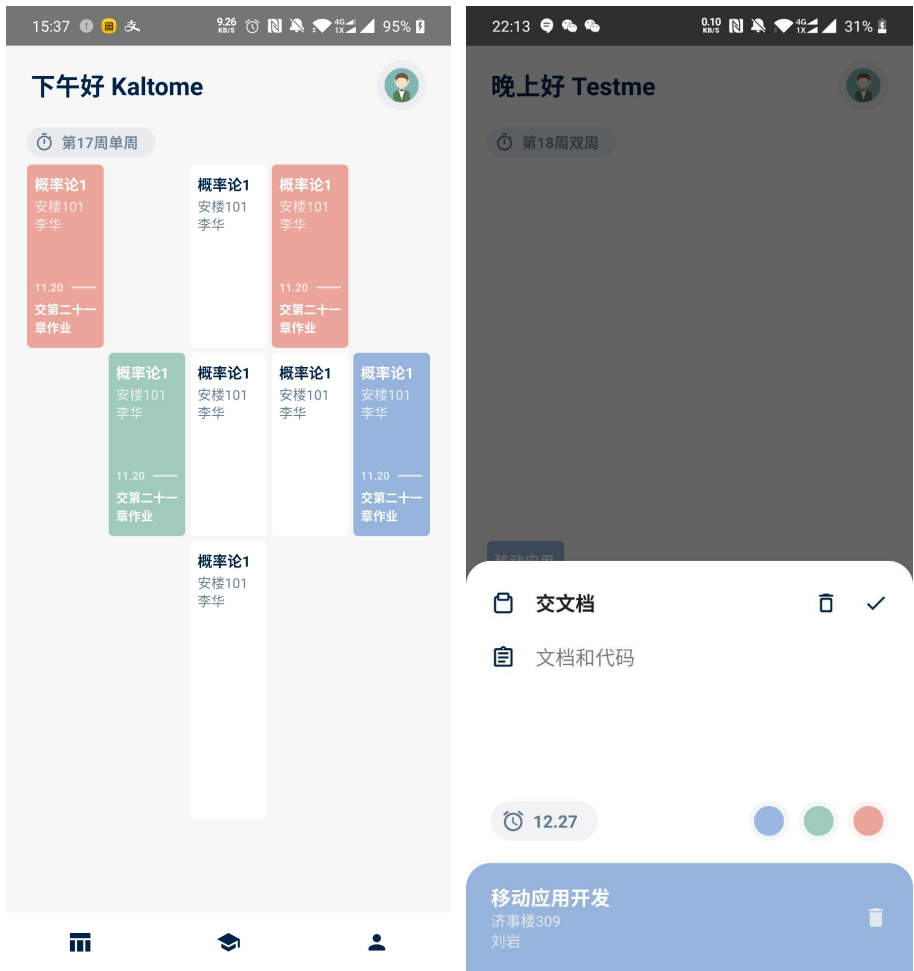 15:37
支
9.26
KB/S
4G
1X
95%
下午好 Kaltome
第17周单周
概率论1
安楼101
李华
11.20
交第二十一
章作业
概率论1
安楼101
李华
概率论1
安楼101
李华
11.20
交第二十一
章作业
概率论1
安楼101
李华
11.20
交第二十一
章作业
概率论1
安楼101
李华
概率论1
安楼101
李华
概率论1
安楼101
李华
11.20
交第二十一
章作业
概率论1
安楼101
李华
22:13
0.10
KB/S
4G
1X
31%
晚上好 Testme
第18周双周
移动应用
交文档
文档和代码
12.27
移动应用开发
济事楼309
刘岩